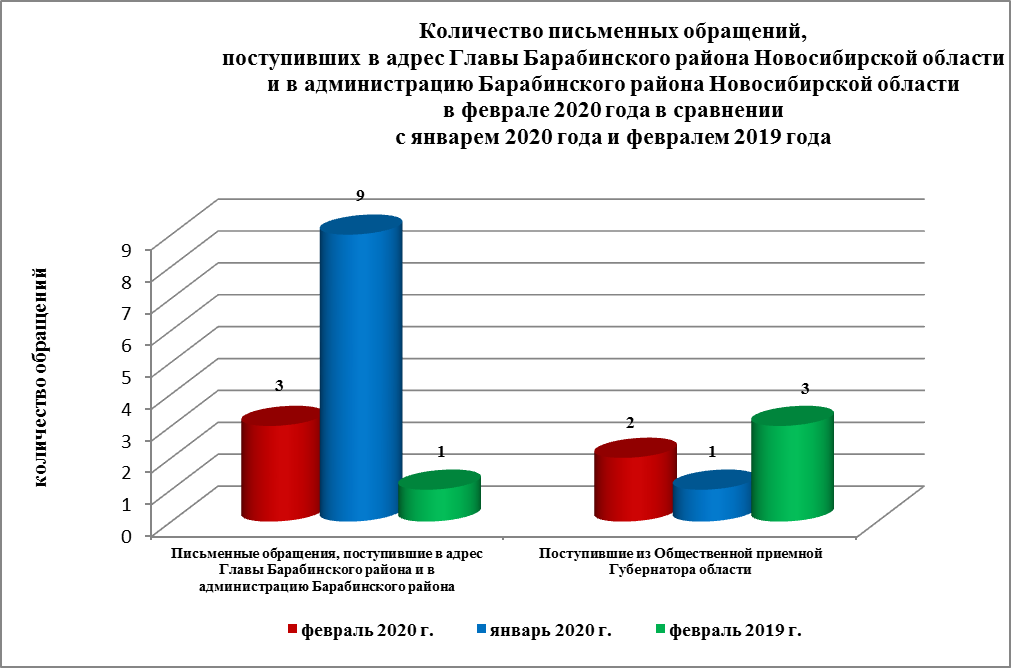 Количество письменных обращений,
поступивших в адрес Главы Барабинского района Новосибирской области
и в администрацию Барабинского района Новосибирской области
в феврале 2020 года в сравнении
с январем 2020 года и февралем 2019 года
количество обращений
9
8
7
6
5
4
3
2
1
0
3
9
1
2
1
3
Письменные обращения, поступившие в адрес
Главы Барабинского района и в
администрацию Барабинского района
Поступившие из Общественной приемной
Губернатора области
февраль 2020 г.
январь 2020 г.
февраль 2019 г.